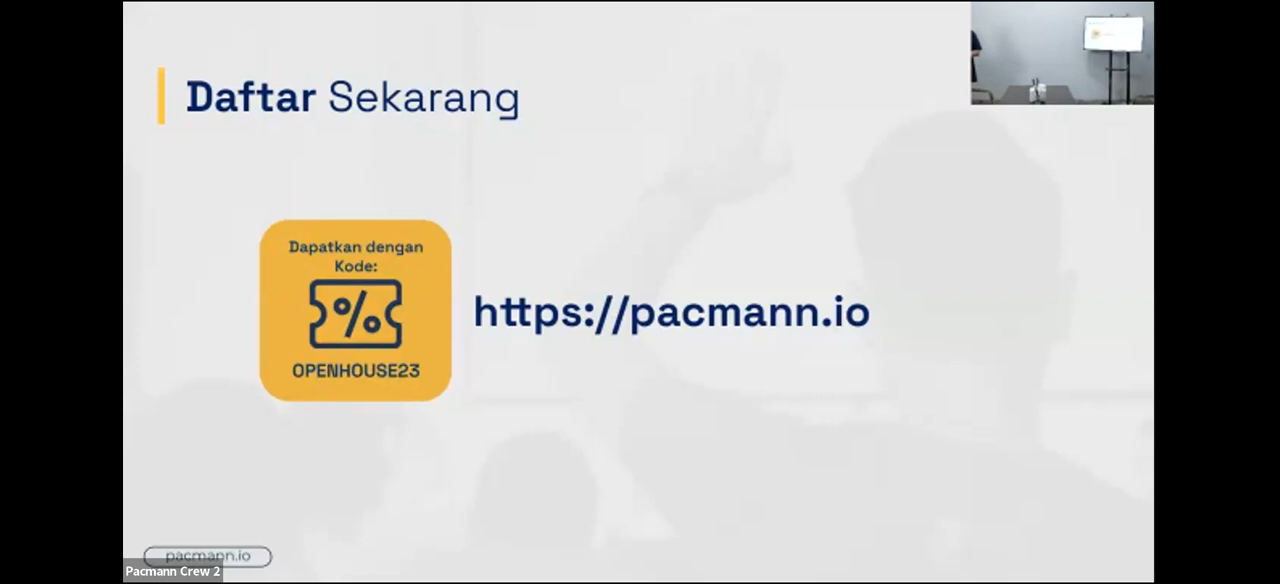 Daftar Sekarang
Dapatkan dengan
Kode:
%
OPENHOUSE23
https://pacmann.io
pacmann.io
Pacmann Crew 2